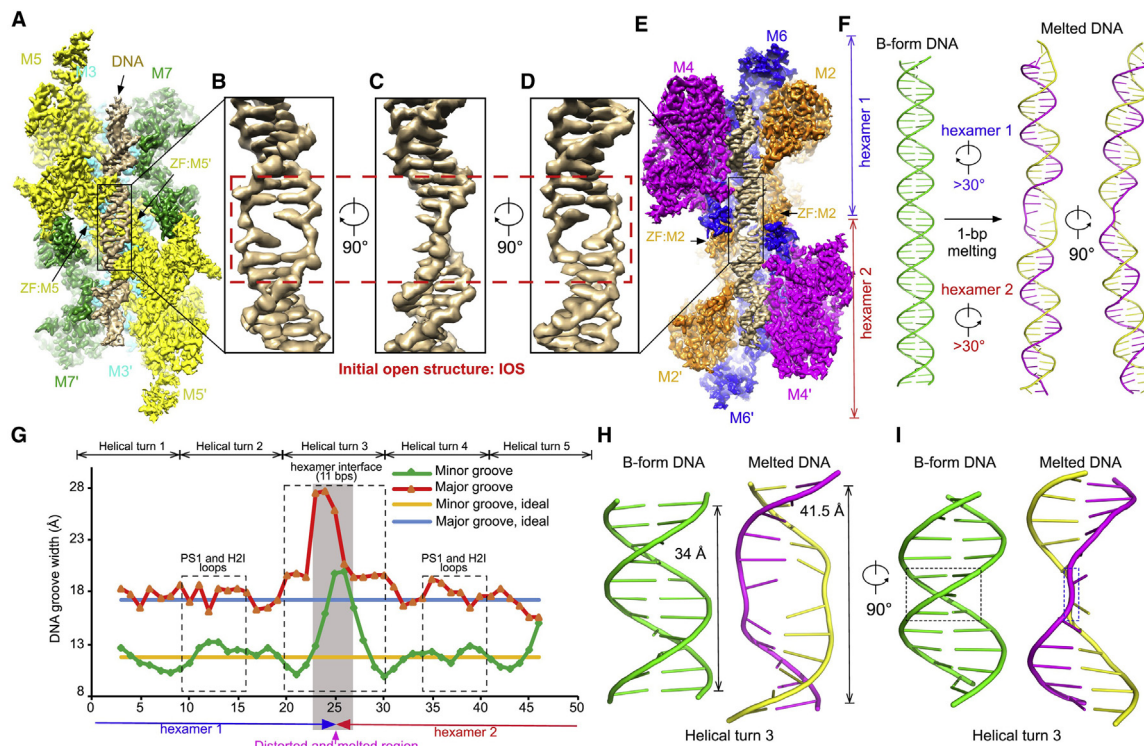 A
M5
DNA
M3
M7
ZF:M5'
ZF:M5
M3'
M7'
M5'
B
C
D
90°
90°
Initial open structure: IOS
E
M6
M4
M2
ZF:M2
ZF:M2
M2'
M4'
M6'
hexamer 1
hexamer 2
F
B-form DNA
Melted DNA
hexamer 1
>30°
1-bp
melting
90°
hexamer 2
>30°
G
Helical turn 1
Helical turn 2
Helical turn 3
Helical turn 4
Helical turn 5
hexamer interface
(11 bps)
Minor groove
Major groove
Minor groove, ideal
Major groove, ideal
PS1 and H2I
loops
PS1 and H2I
loops
DNA groove width (Å)
28
23
18
13
8
0
5
10
15
20
25
30
35
40
45
50
hexamer 1
hexamer 2
Distorted and melted region
H
B-form DNA
Melted DNA
34 Å
41.5 Å
Helical turn 3
90°
I
B-form DNA
Melted DNA
Helical turn 3